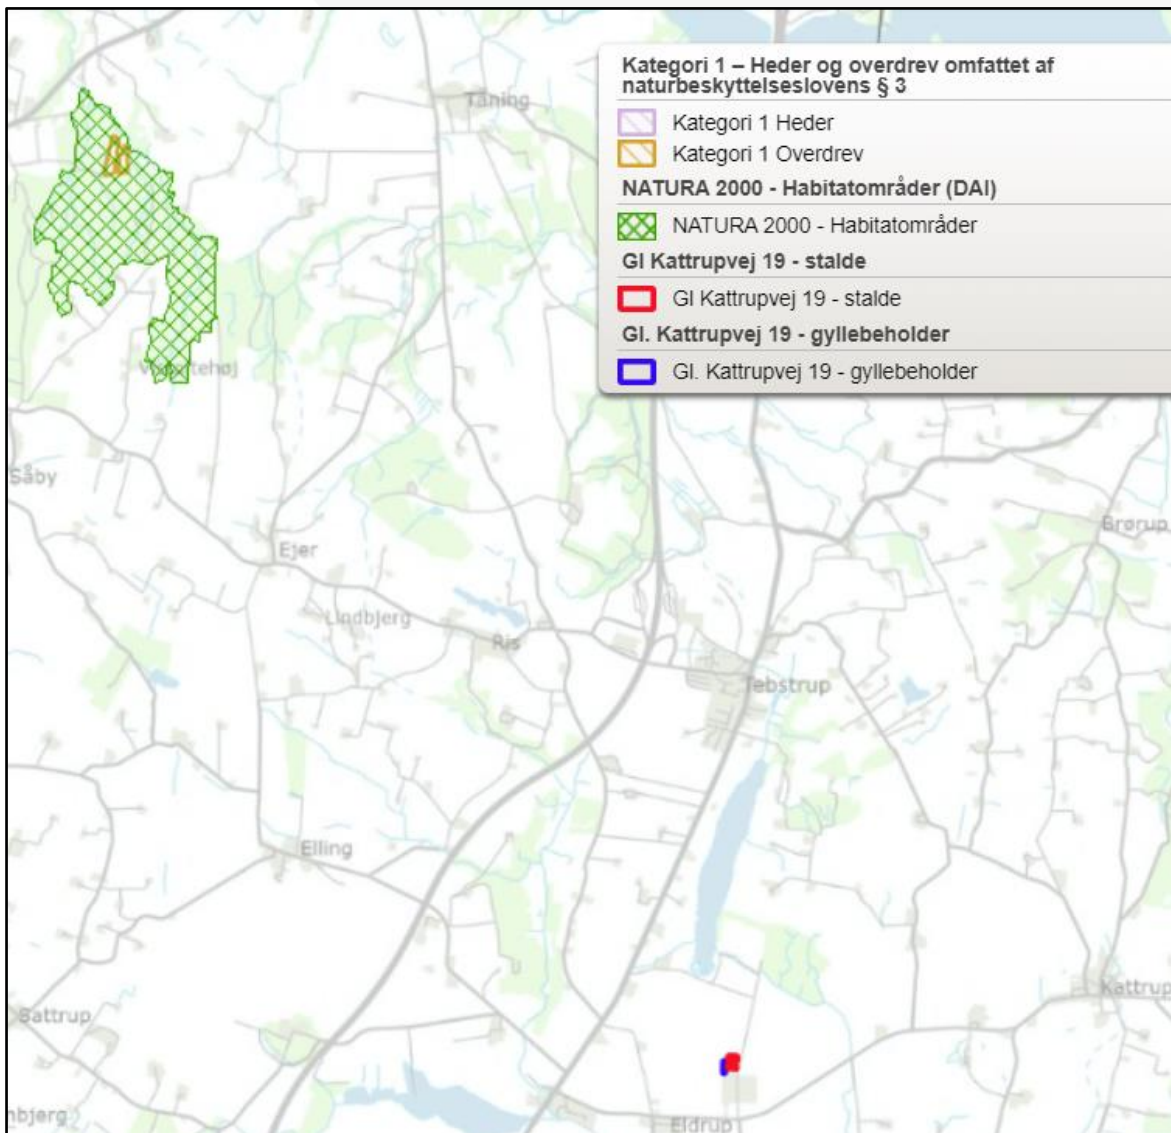 Kategori 1 – Heder og overdrev omfattet af
naturbeskyttelseslovens § 3
Kategori 1 Heder
Kategori 1 Overdrev
NATURA 2000 - Habitatområder (DAI)
NATURA 2000 - Habitatområder
Gl Kattrupvej 19 - stalde
Gl Kattrupvej 19 - stalde
Gl. Kattrupvej 19 - gyllebeholder
Gl. Kattrupvej 19 - gyllebeholder
Tåning
Såby
Brørup
Ejer
Lindbjerg
Ris
Tebstrup
Elling
Kattrup
Battrup
Eldrup